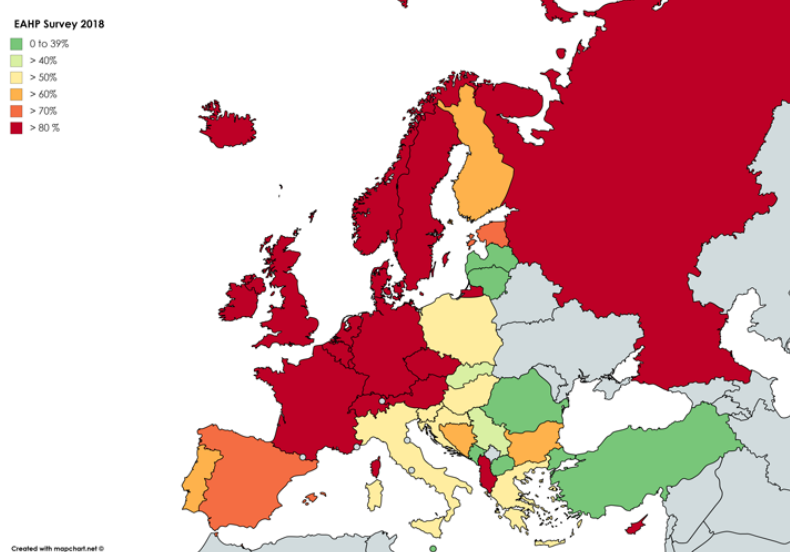 EAHP Survey 2018
0 to 39%
> 40%
> 50%
> 60%
> 70%
> 80 %
Created with mapchart.net ©